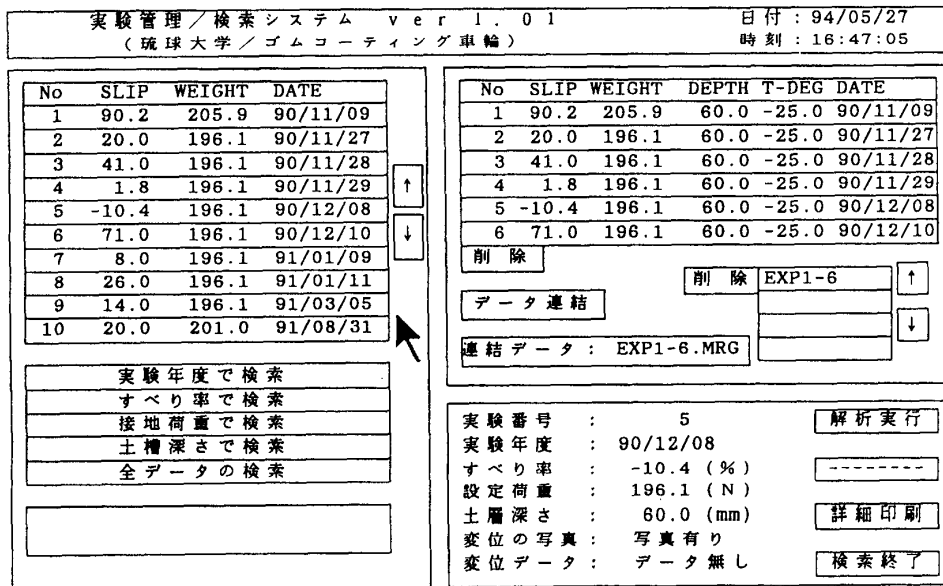 実験管理／検索システム ver 1.01
（琉球大学／ゴムコーティング車輪）
日付：94/05/27
時刻：16:47:05
No SLIP WEIGHT DATE
1 90.2 205.9 90/11/09
2 20.0 196.1 90/11/27
3 41.0 196.1 90/11/28
4 1.8 196.1 90/11/29
5 -10.4 196.1 90/12/08
6 71.0 196.1 90/12/10
7 8.0 196.1 91/01/09
8 26.0 196.1 91/01/11
9 14.0 196.1 91/03/05
10 20.0 201.0 91/08/31
↑
↓
実験年度で検索
すべり率で検索
接地荷重で検索
土槽深さで検索
全データの検索
No SLIP WEIGHT DEPTH T-DEG DATE
1 90.2 205.9 60.0 -25.0 90/11/09
2 20.0 196.1 60.0 -25.0 90/11/27
3 41.0 196.1 60.0 -25.0 90/11/28
4 1.8 196.1 60.0 -25.0 90/11/29
5 -10.4 196.1 60.0 -25.0 90/12/08
6 71.0 196.1 60.0 -25.0 90/12/10
削除
削除 EXP1-6
↑
データ連結
↓
連結データ： EXP1-6.MRG
実験番号 ： 5
解析実行
実験年度 ： 90/12/08
すべり率 ： -10.4 (％)
--------
設定荷重 ： 196.1 (Ｎ)
土層深さ ： 60.0 (mm)
詳細印刷
変位の写真： 写真有り
変位データ： データ無し
検索終了